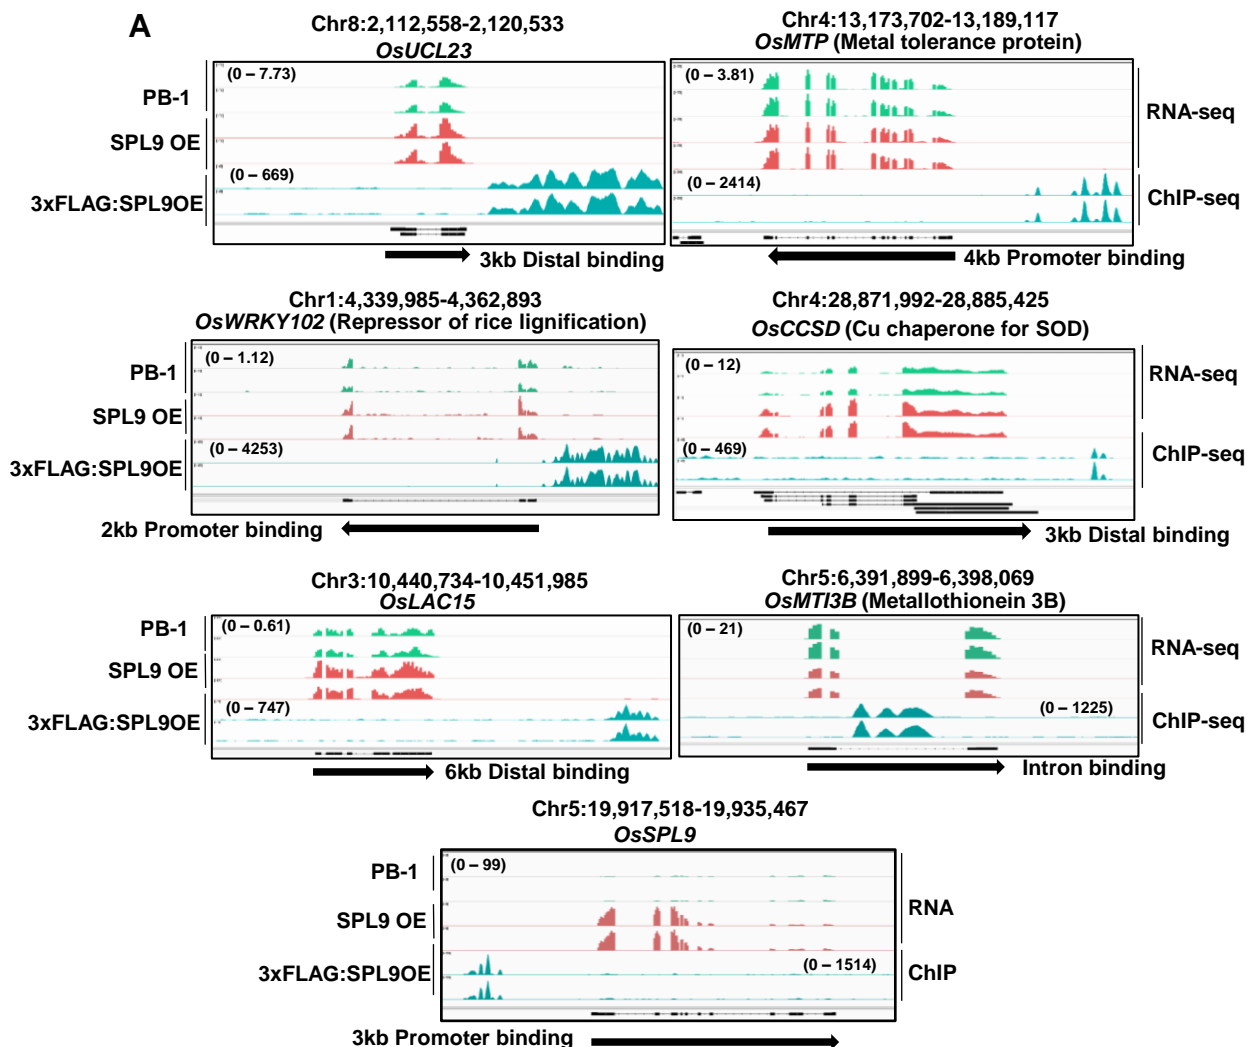 A
Chr8:2,112,558-2,120,533
OsUCL23
(0 – 7.73)
PB-1
SPL9 OE
(0 – 669)
3xFLAG:SPL9OE
3kb Distal binding
Chr4:13,173,702-13,189,117
OsMTP (Metal tolerance protein)
(0 – 3.81)
RNA-seq
(0 – 2414)
ChIP-seq
4kb Promoter binding
Chr1:4,339,985-4,362,893
OsWRKY102 (Repressor of rice lignification)
(0 – 1.12)
PB-1
SPL9 OE
(0 – 4253)
3xFLAG:SPL9OE
2kb Promoter binding
Chr4:28,871,992-28,885,425
OsCCSD (Cu chaperone for SOD)
(0 – 12)
RNA-seq
(0 – 469)
ChIP-seq
3kb Distal binding
Chr3:10,440,734-10,451,985
OsLAC15
(0 – 0.61)
PB-1
SPL9 OE
(0 – 747)
3xFLAG:SPL9OE
6kb Distal binding
Chr5:6,391,899-6,398,069
OsMTI3B (Metallothionein 3B)
(0 – 21)
RNA-seq
(0 – 1225)
ChIP-seq
Intron binding
Chr5:19,917,518-19,935,467
OsSPL9
(0 – 99)
PB-1
RNA
SPL9 OE
3xFLAG:SPL9OE
(0 – 1514)
ChIP
3kb Promoter binding